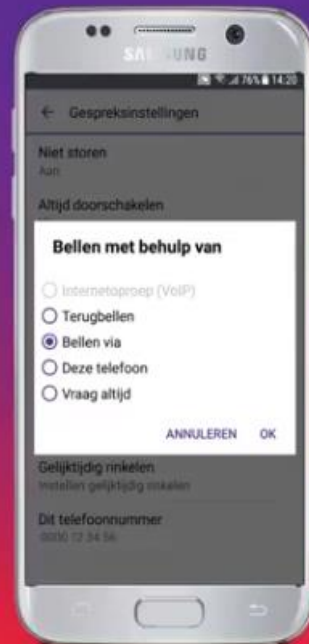 SAMSUNG
76% 14:20
Gespreksinstellingen
Niet storen
Aan
Altijd doorschakelen
Bellen met behulp van
Internetoproep (VoIP)
Terugbellen
Bellen via
Deze telefoon
Vraag altijd
ANNULEREN OK
Gelijktijdig rinkelen
Instellen gelijktijdig rinkelen
Dit telefoonnummer
0000 12 34 56